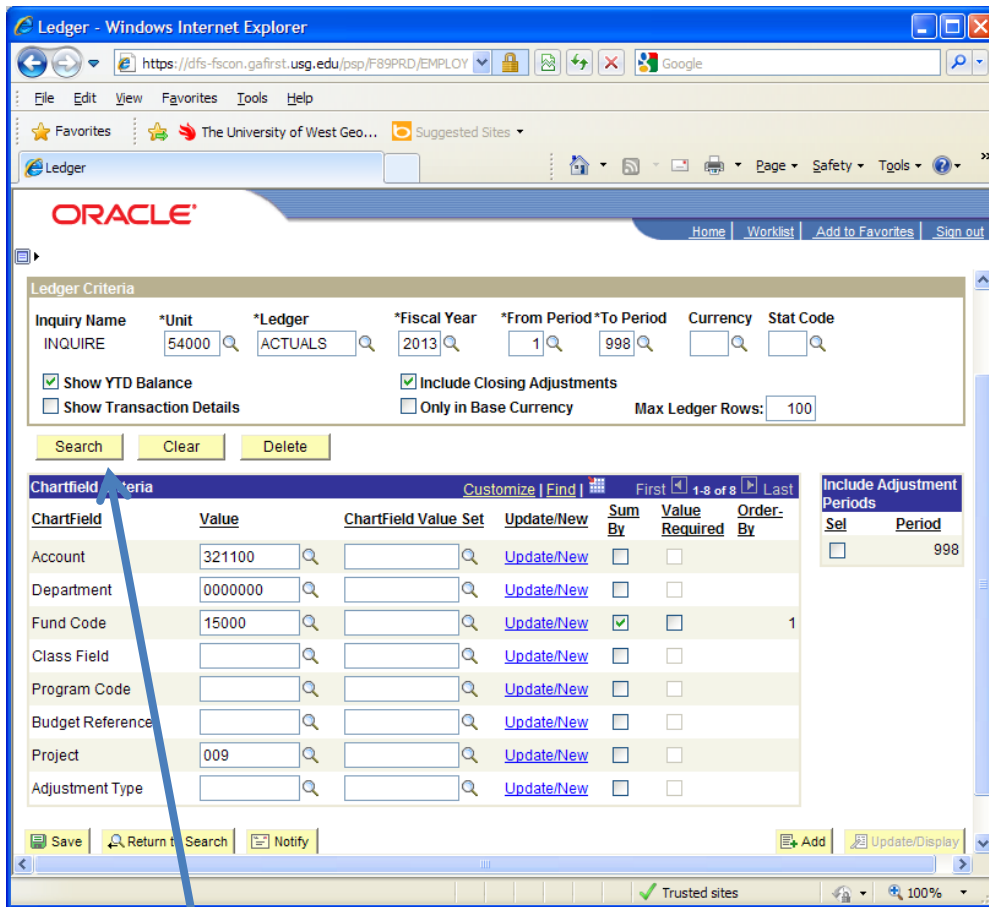 Ledger - Windows Internet Explorer
https://dfs-fscon.gafirst.usg.edu/psp/F89PRD/EMPLOY Google
File Edit View Favorites Tools Help
Favorites The University of West Geo... Suggested Sites
Ledger Page Safety Tools »
ORACLE
Home Worklist Add to Favorites Sign out
Ledger Criteria
Inquiry Name *Unit *Ledger *Fiscal Year *From Period *To Period Currency Stat Code
INQUIRE 54000 ACTUALS 2013 1 998
Show YTD Balance Include Closing Adjustments
Show Transaction Details Only in Base Currency Max Ledger Rows: 100
Search Clear Delete
Chartfield Criteria Customize | Find | First 1-8 of 8 Last
ChartField Value ChartField Value Set Update/New Sum By Value Required Order-By
Account 321100 Update/New
Department 0000000 Update/New
Fund Code 15000 Update/New 1
Class Field Update/New
Program Code Update/New
Budget Reference Update/New
Project 009 Update/New
Adjustment Type Update/New
Include Adjustment Periods
Sel Period
998
Save Return to Search Notify Add Update/Display
Trusted sites 100%